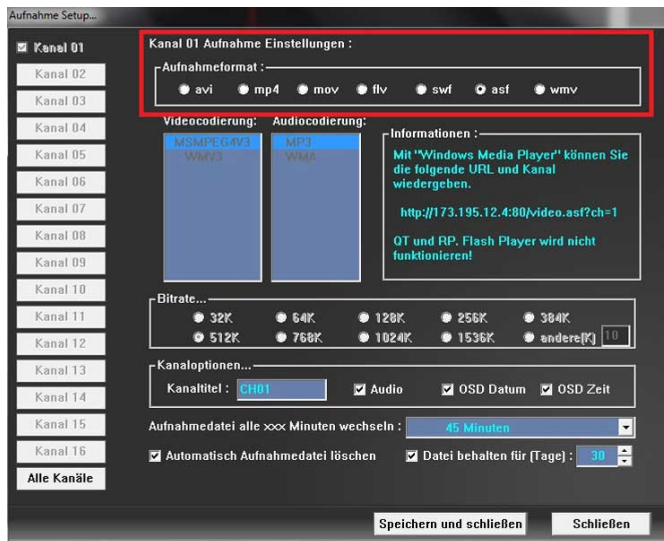 Aufnahme Setup...
Kanal 01
Kanal 02
Kanal 03
Kanal 04
Kanal 05
Kanal 06
Kanal 07
Kanal 08
Kanal 09
Kanal 10
Kanal 11
Kanal 12
Kanal 13
Kanal 14
Kanal 15
Kanal 16
Alle Kanäle
Kanal 01 Aufnahme Einstellungen :
Aufnahmeformat :
avi mp4 mov flv swf asf wmv
Videocodierung: Audiocodierung:
MSMPEG4V3 MP3
WMV3 WMA
Informationen :
Mit "Windows Media Player" können Sie
die folgende URL und Kanal
wiedergeben.
http://173.195.12.4:80/video.asf?ch=1
QT und RP. Flash Player wird nicht
funktionieren!
Bitrate...
32K 64K 128K 256K 384K
512K 768K 1024K 1536K andere(K) 10
Kanaloptionen...
Kanaltitel : CH01 Audio OSD Datum OSD Zeit
Aufnahmedatei alle xxx Minuten wechseln : 45 Minuten
Automatisch Aufnahmedatei löschen Datei behalten für (Tage) : 30
Speichern und schließen Schließen